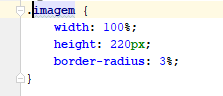 .imagem {
    width: 100%;
    height: 220px;
    border-radius: 3%;
}